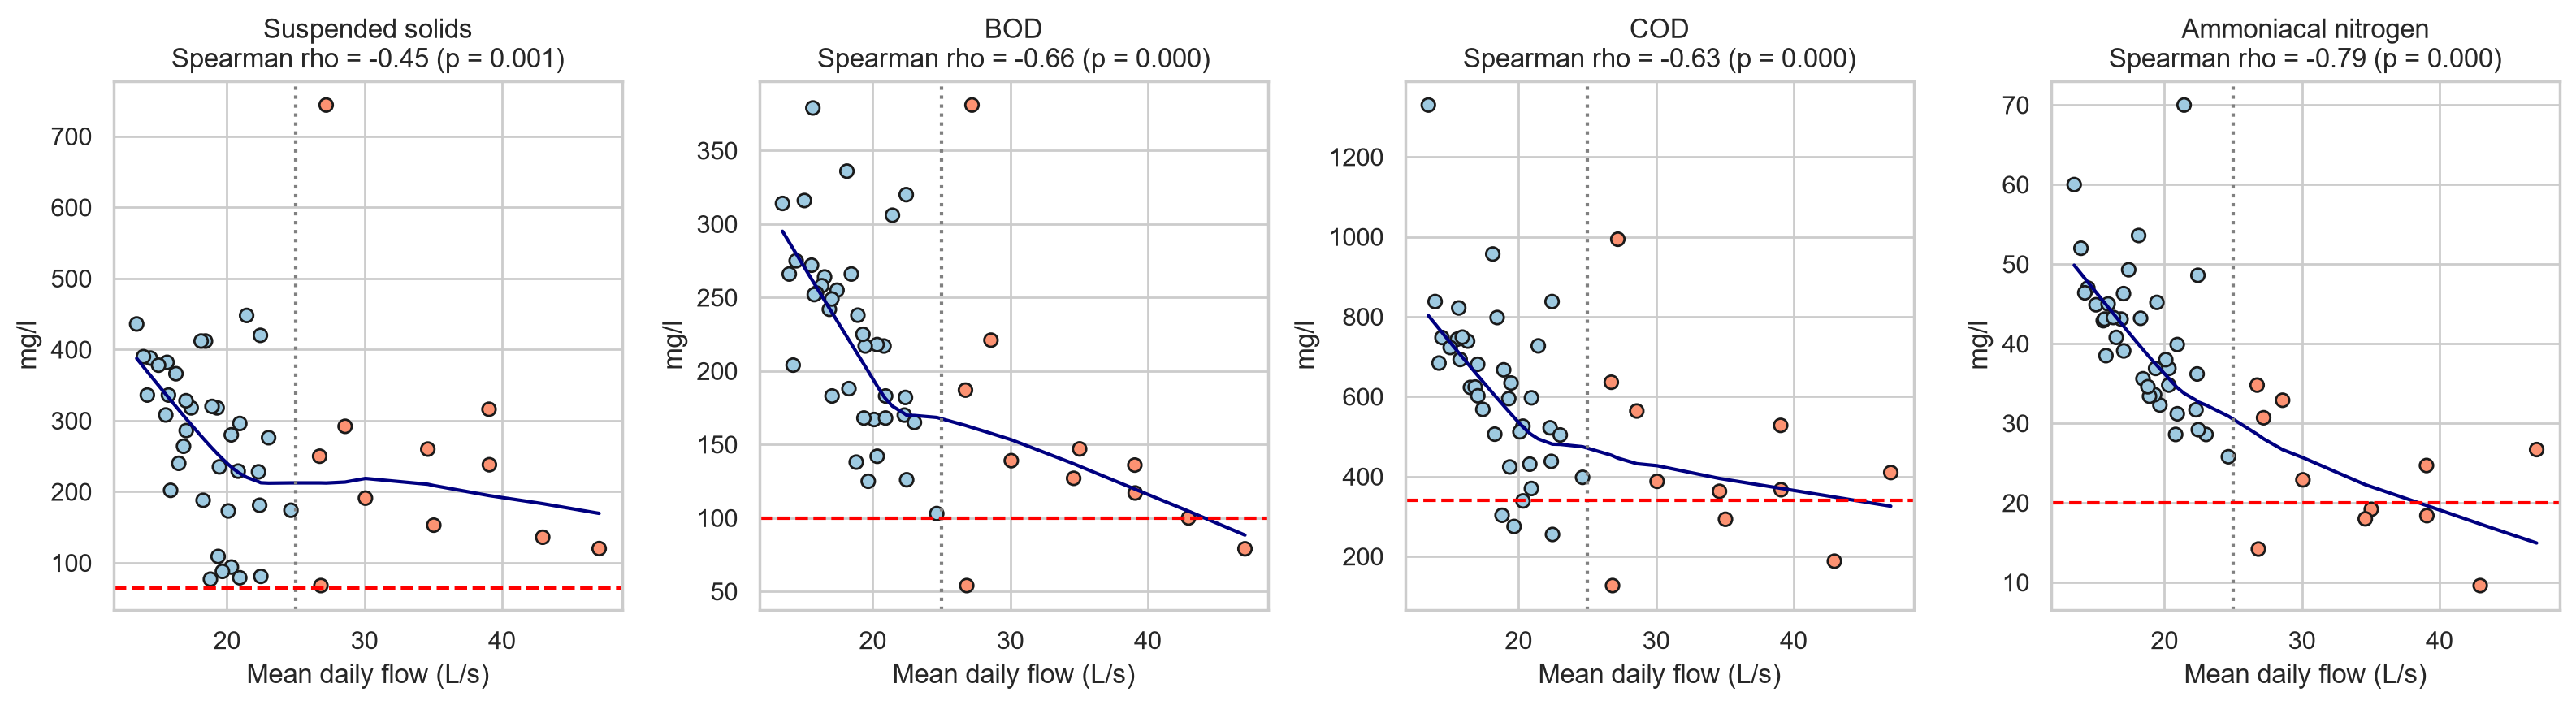 Suspended solids
Spearman rho = -0.45 (p = 0.001)
700
600
500
400
300
200
100
mg/l
20 30 40
Mean daily flow (L/s)
BOD
Spearman rho = -0.66 (p = 0.000)
350
300
250
200
150
100
50
mg/l
20 30 40
Mean daily flow (L/s)
COD
Spearman rho = -0.63 (p = 0.000)
1200
1000
800
600
400
200
mg/l
20 30 40
Mean daily flow (L/s)
Ammoniacal nitrogen
Spearman rho = -0.79 (p = 0.000)
70
60
50
40
30
20
10
mg/l
20 30 40
Mean daily flow (L/s)